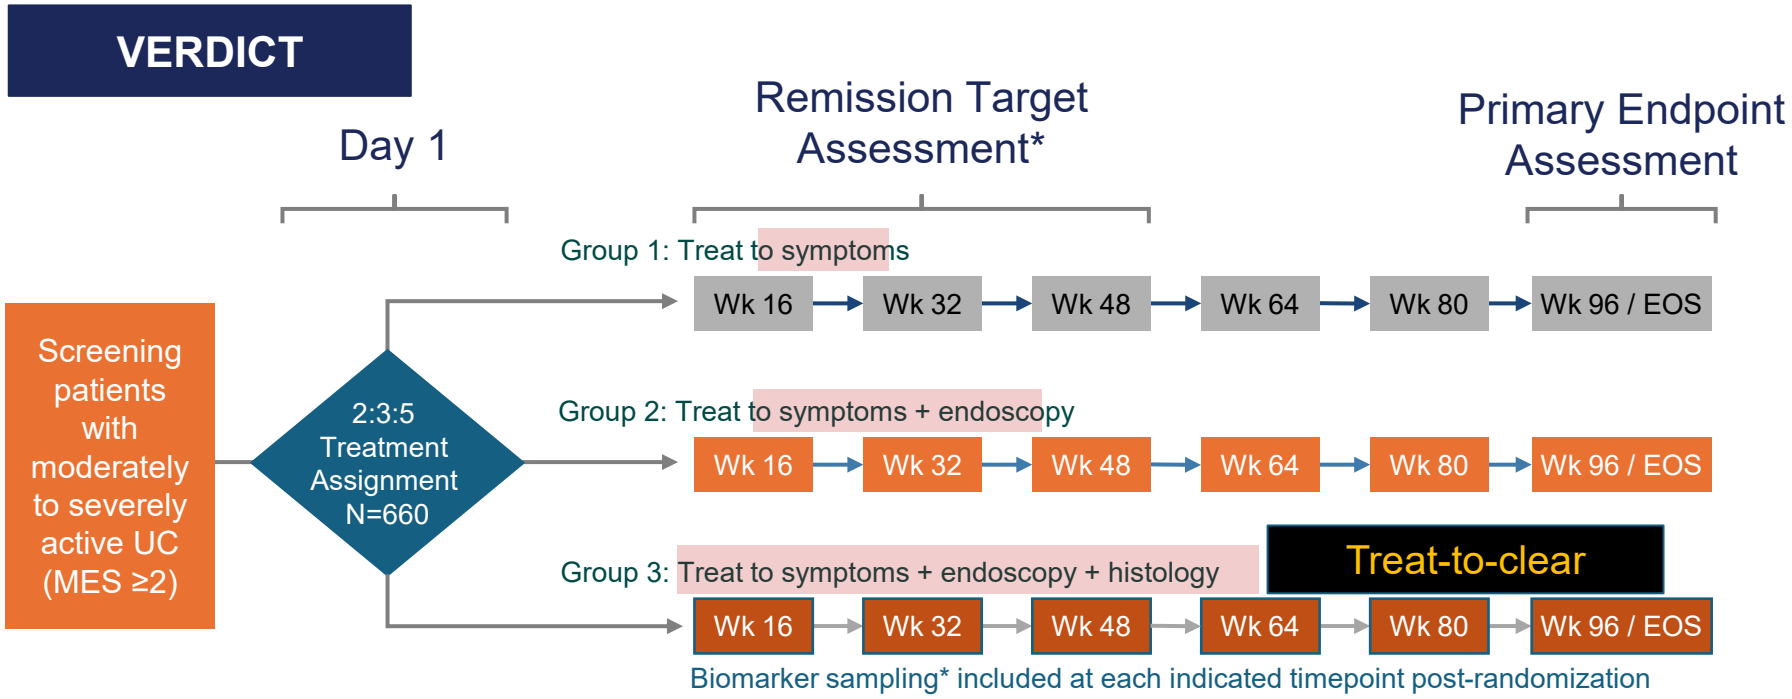 VERDICT
Day 1
Remission Target
Assessment*
Primary Endpoint
Assessment
Screening
patients
with
moderately
to severely
active UC
(MES ≥2)
2:3:5
Treatment
Assignment
N=660
Group 1: Treat to symptoms
Wk 16
Wk 32
Wk 48
Wk 64
Wk 80
Wk 96 / EOS
Group 2: Treat to symptoms + endoscopy
Wk 16
Wk 32
Wk 48
Wk 64
Wk 80
Wk 96 / EOS
Group 3: Treat to symptoms + endoscopy + histology
Treat-to-clear
Wk 16
Wk 32
Wk 48
Wk 64
Wk 80
Wk 96 / EOS
Biomarker sampling* included at each indicated timepoint post-randomization